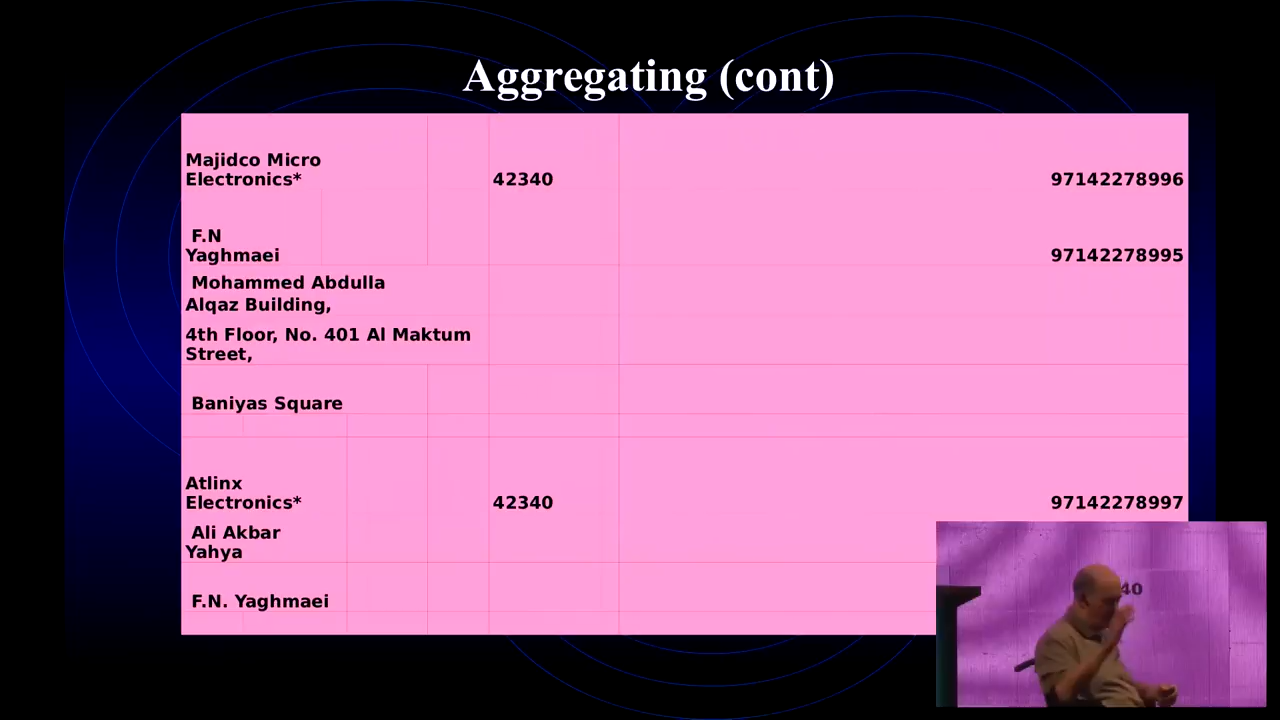 Aggregating (cont)
Majidco Micro
Electronics* 42340 97142278996
F.N
Yaghmaei 97142278995
Mohammed Abdulla
Alqaz Building,
4th Floor, No. 401 Al Maktum
Street,
Baniyas Square
Atlinx
Electronics* 42340 97142278997
Ali Akbar
Yahya
F.N. Yaghmaei
40